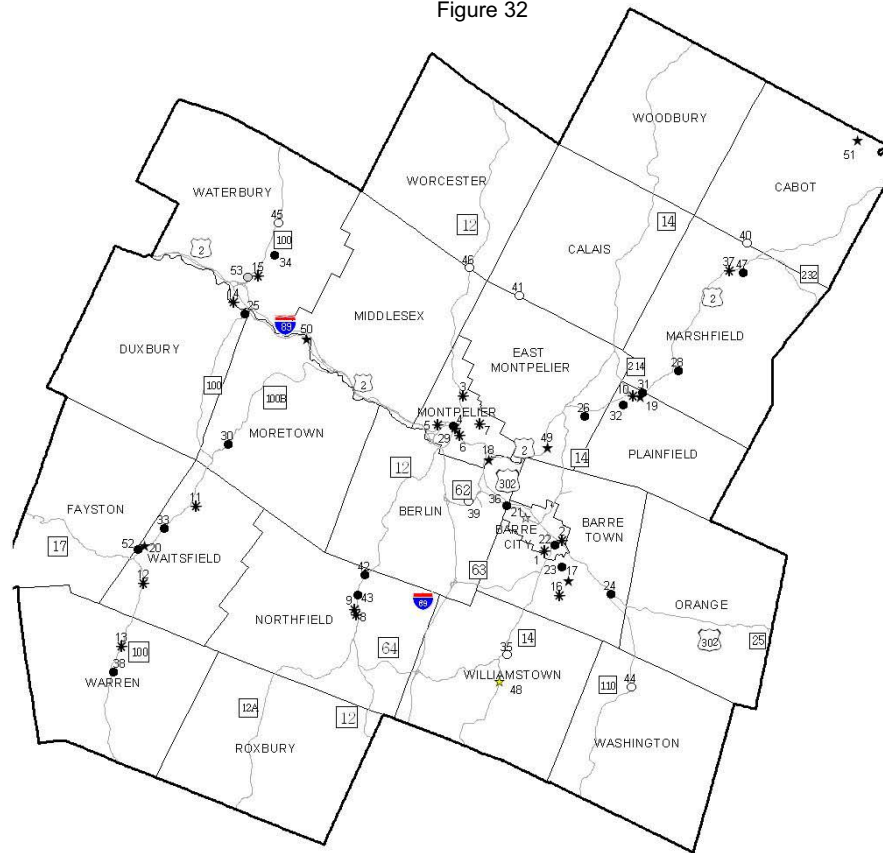 Figure 32
WOODBURY
51
CABOT
WORCESTER
WATERBURY
45
12
14
40
2
100
CALAIS
34
46
37
47
232
53
15
41
2
14
25
MIDDLESEX
89
50
MARSHFIELD
EAST
MONTPELIER
DUXBURY
214
28
100
100B
2
3
10
31
19
MONTPELIER
26
32
5
4
7
29
6
30
MORETOWN
18
2
49
14
PLAINFIELD
12
302
62
FAYSTON
11
BERLIN
39
36
21
BARRE
CITY
BARRE
TOWN
33
17
52
20
WAITSFIELD
22
2
1
12
42
63
23
17
16
24
9
43
89
8
ORANGE
NORTHFIELD
13
100
64
14
302
25
38
35
WARREN
WILLIAMSTOWN
48
110
44
12A
12
WASHINGTON
ROXBURY